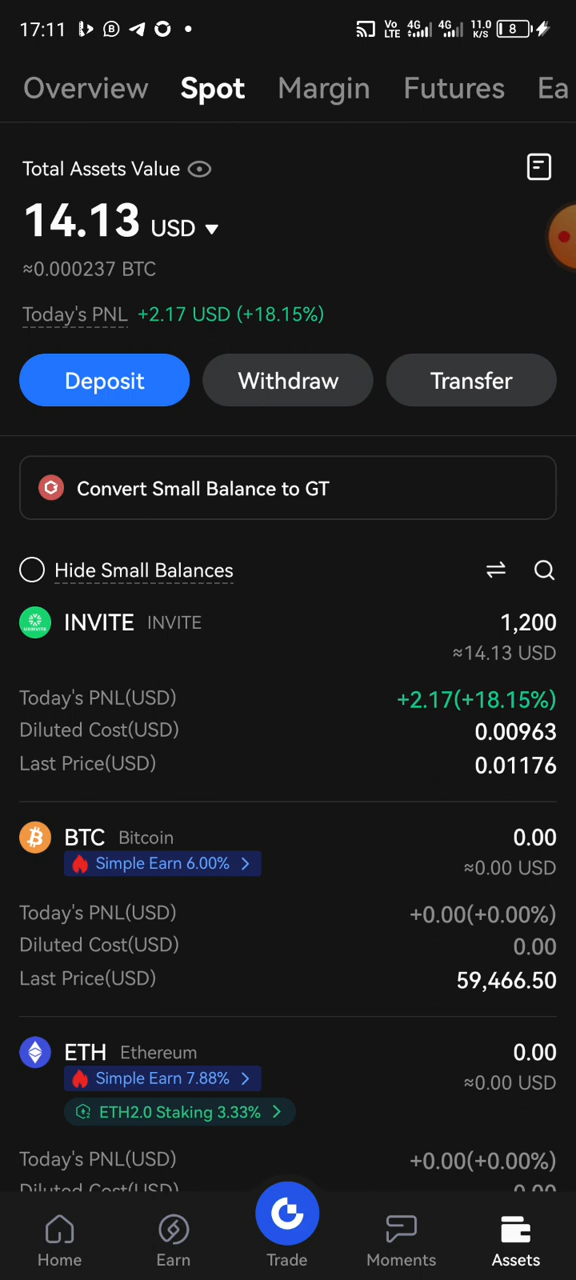 17:11 VoLTE 4G 4G 11.0 K/S 8
Overview Spot Margin Futures Ea
Total Assets Value
14.13 USD
≈0.000237 BTC
Today's PNL +2.17 USD (+18.15%)
Deposit Withdraw Transfer
Convert Small Balance to GT
Hide Small Balances
INVITE INVITE 1,200
≈14.13 USD
Today's PNL(USD) +2.17(+18.15%)
Diluted Cost(USD) 0.00963
Last Price(USD) 0.01176
BTC Bitcoin 0.00
Simple Earn 6.00% >
≈0.00 USD
Today's PNL(USD) +0.00(+0.00%)
Diluted Cost(USD) 0.00
Last Price(USD) 59,466.50
ETH Ethereum 0.00
Simple Earn 7.88% >
≈0.00 USD
ETH2.0 Staking 3.33% >
Today's PNL(USD) +0.00(+0.00%)
Diluted Cost(USD) 0.00
Home Earn Trade Moments Assets